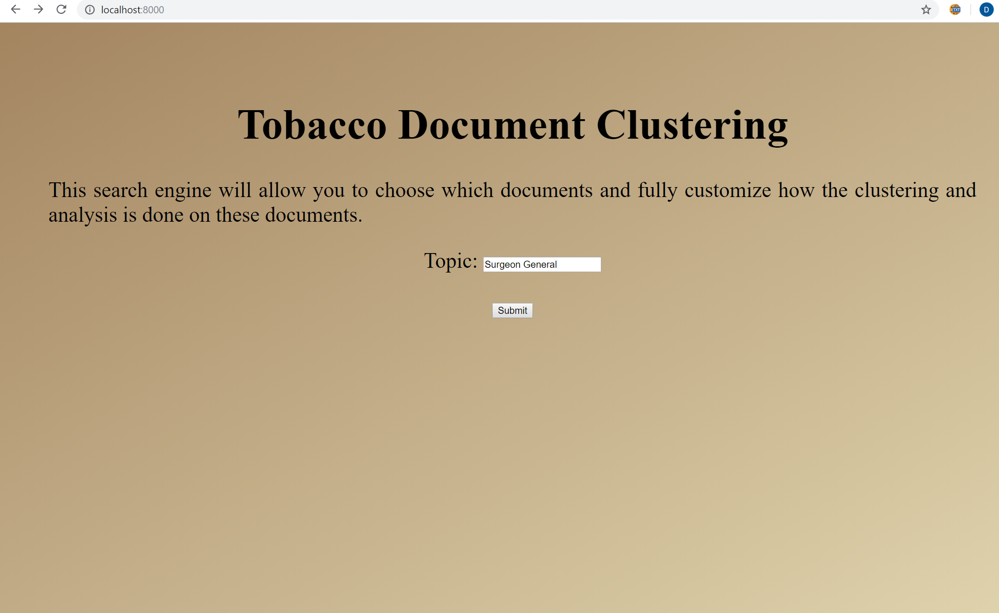 localhost:8000
TXT
D
Tobacco Document Clustering
This search engine will allow you to choose which documents and fully customize how the clustering and
analysis is done on these documents.
Topic: Surgeon General
Submit